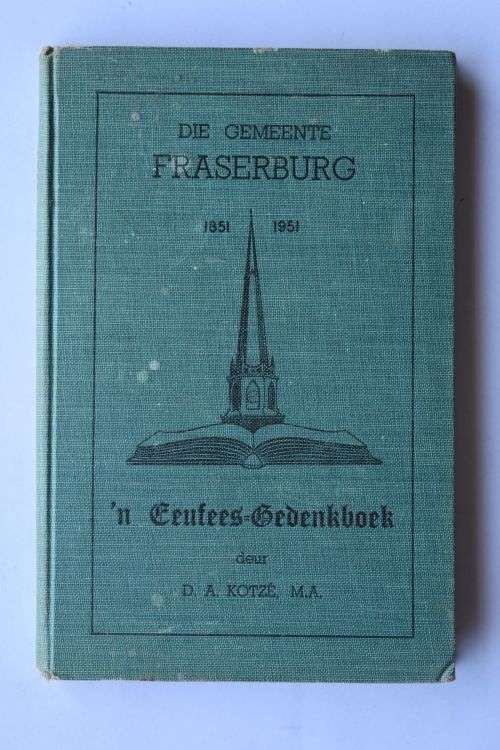 DIE GEMEENTE
FRASERBURG
1851 1951
'n Eeufees-Gedenkboek
deur
D. A. KOTZÉ, M.A.